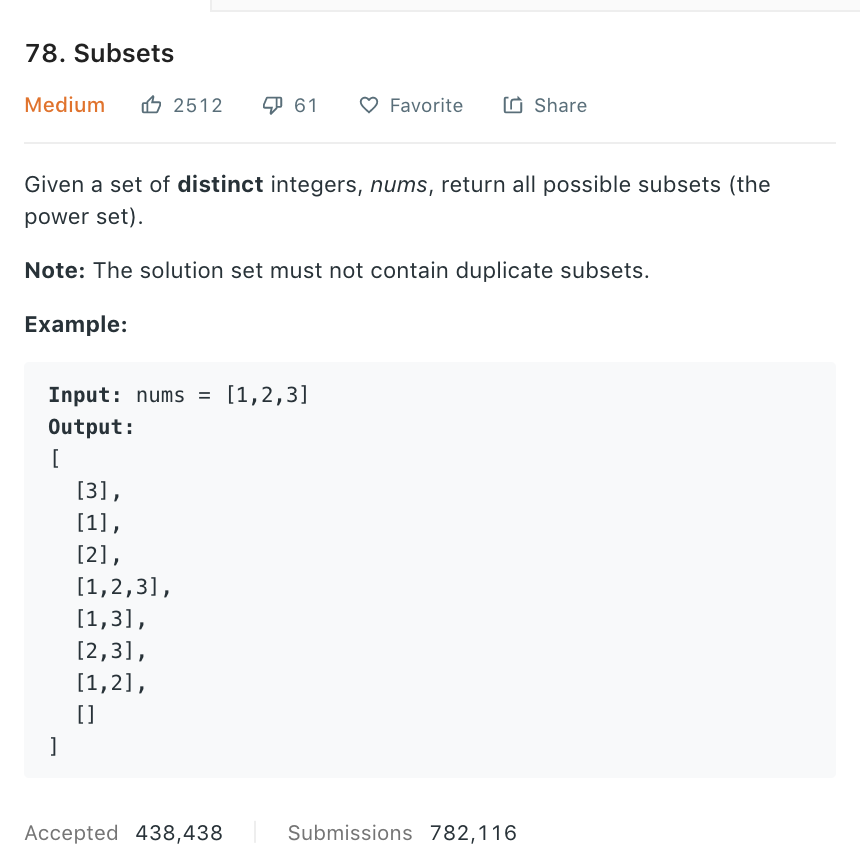 78. Subsets
Medium 2512 61 Favorite Share
Given a set of distinct integers, nums, return all possible subsets (the
power set).
Note: The solution set must not contain duplicate subsets.
Example:
Input: nums = [1,2,3]
Output:
[
  [3],
  [1],
  [2],
  [1,2,3],
  [1,3],
  [2,3],
  [1,2],
  []
]
Accepted 438,438 Submissions 782,116